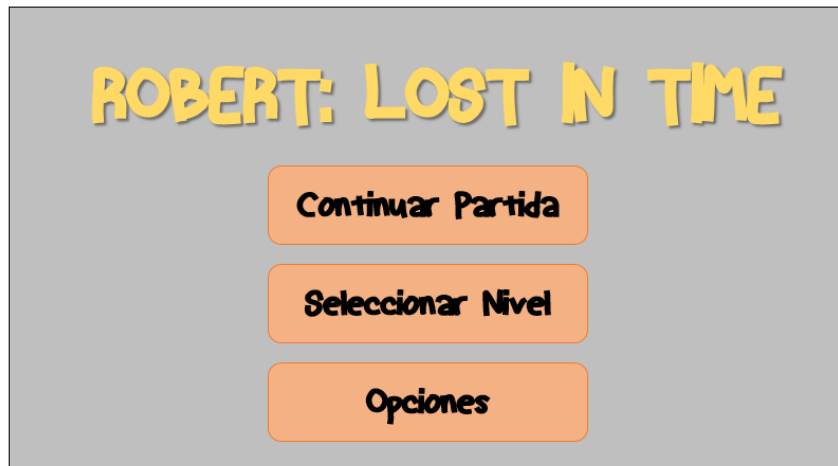 ROBERT: LOST IN TIME
Continuar Partida
Seleccionar Nivel
Opciones